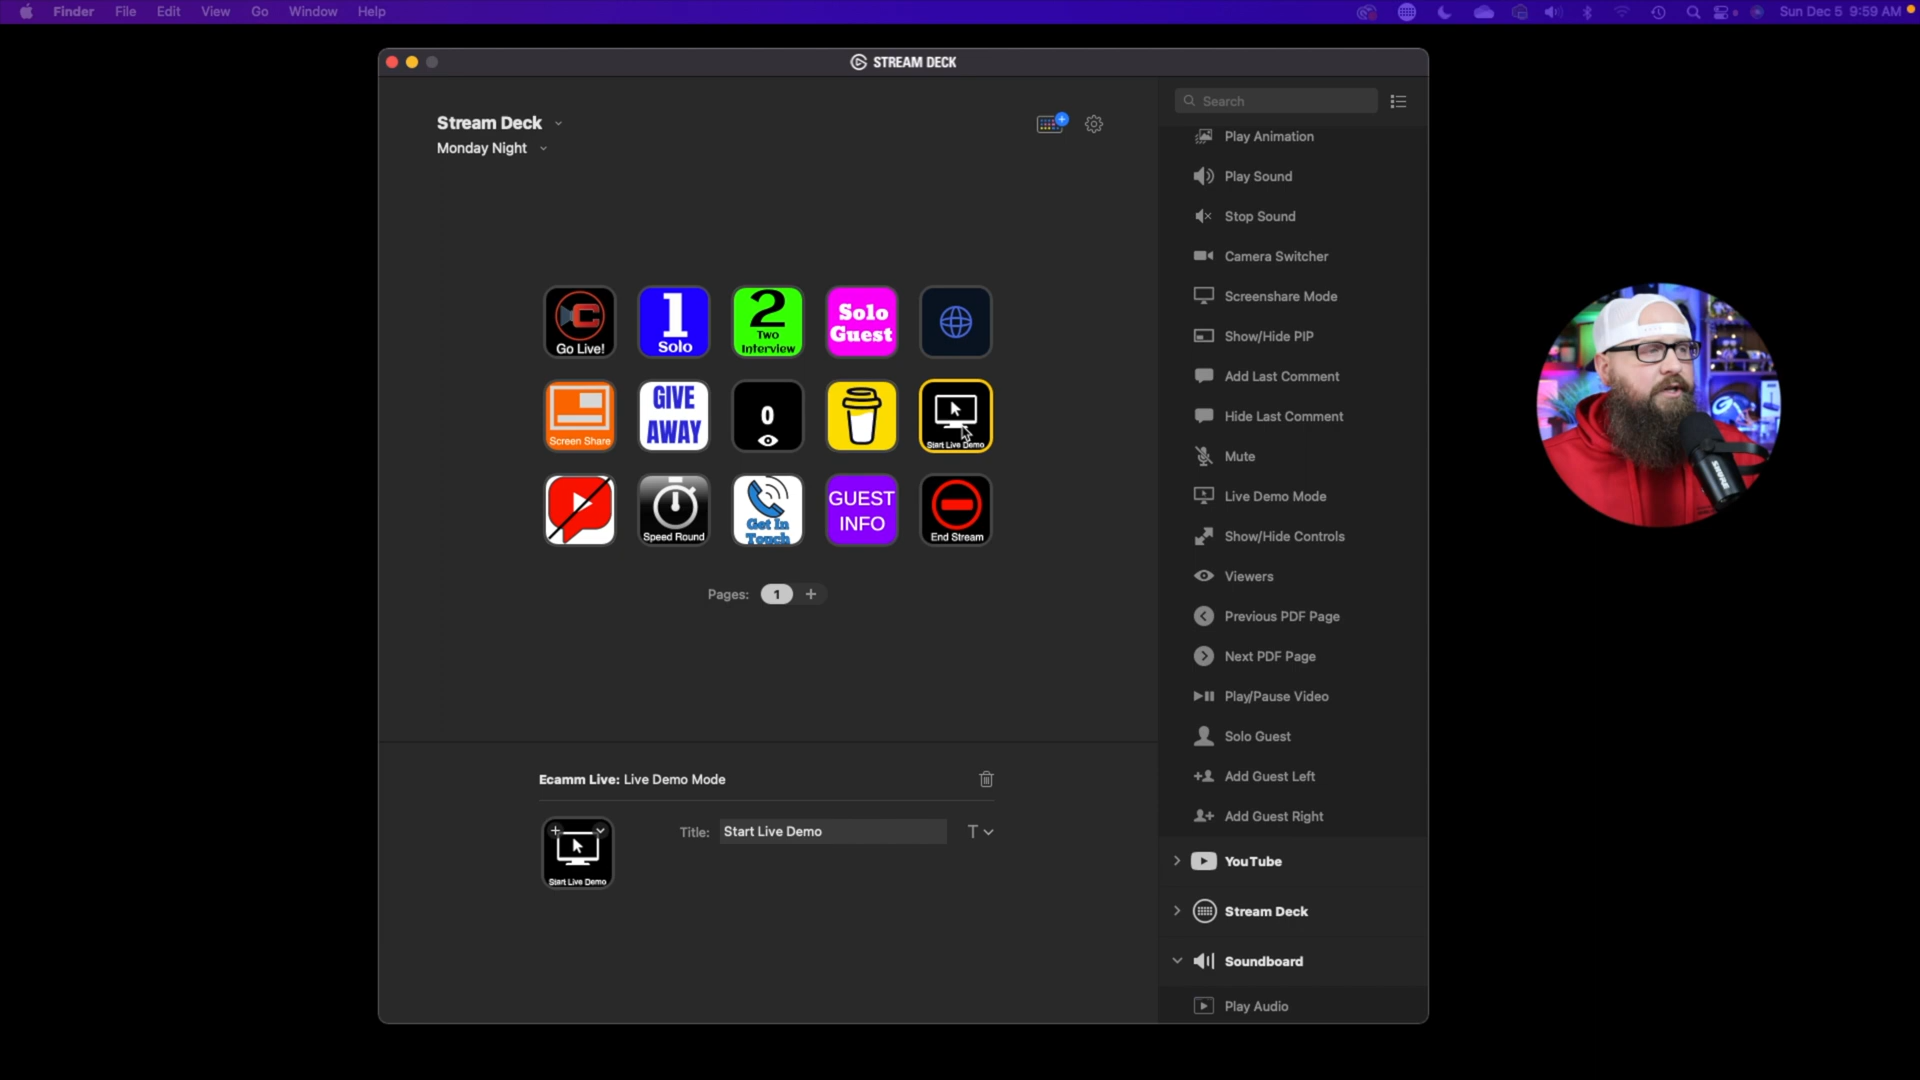 Finder File Edit View Go Window Help
Sun Dec 5 9:59 AM
STREAM DECK
Stream Deck
Monday Night
Search
Play Animation
Play Sound
Stop Sound
Camera Switcher
Screenshare Mode
Show/Hide PIP
Add Last Comment
Hide Last Comment
Mute
Live Demo Mode
Show/Hide Controls
Viewers
Previous PDF Page
Next PDF Page
Play/Pause Video
Solo Guest
Add Guest Left
Add Guest Right
YouTube
Stream Deck
Soundboard
Play Audio
C
Go Live!
1
Solo
2
Two
Interview
Solo
Guest
Screen Share
GIVE
AWAY
0
Start Live Demo
Speed Round
Get In
Touch
GUEST
INFO
End Stream
Pages: 1 +
Ecamm Live: Live Demo Mode
Start Live Demo
Title: Start Live Demo
T
SHURE